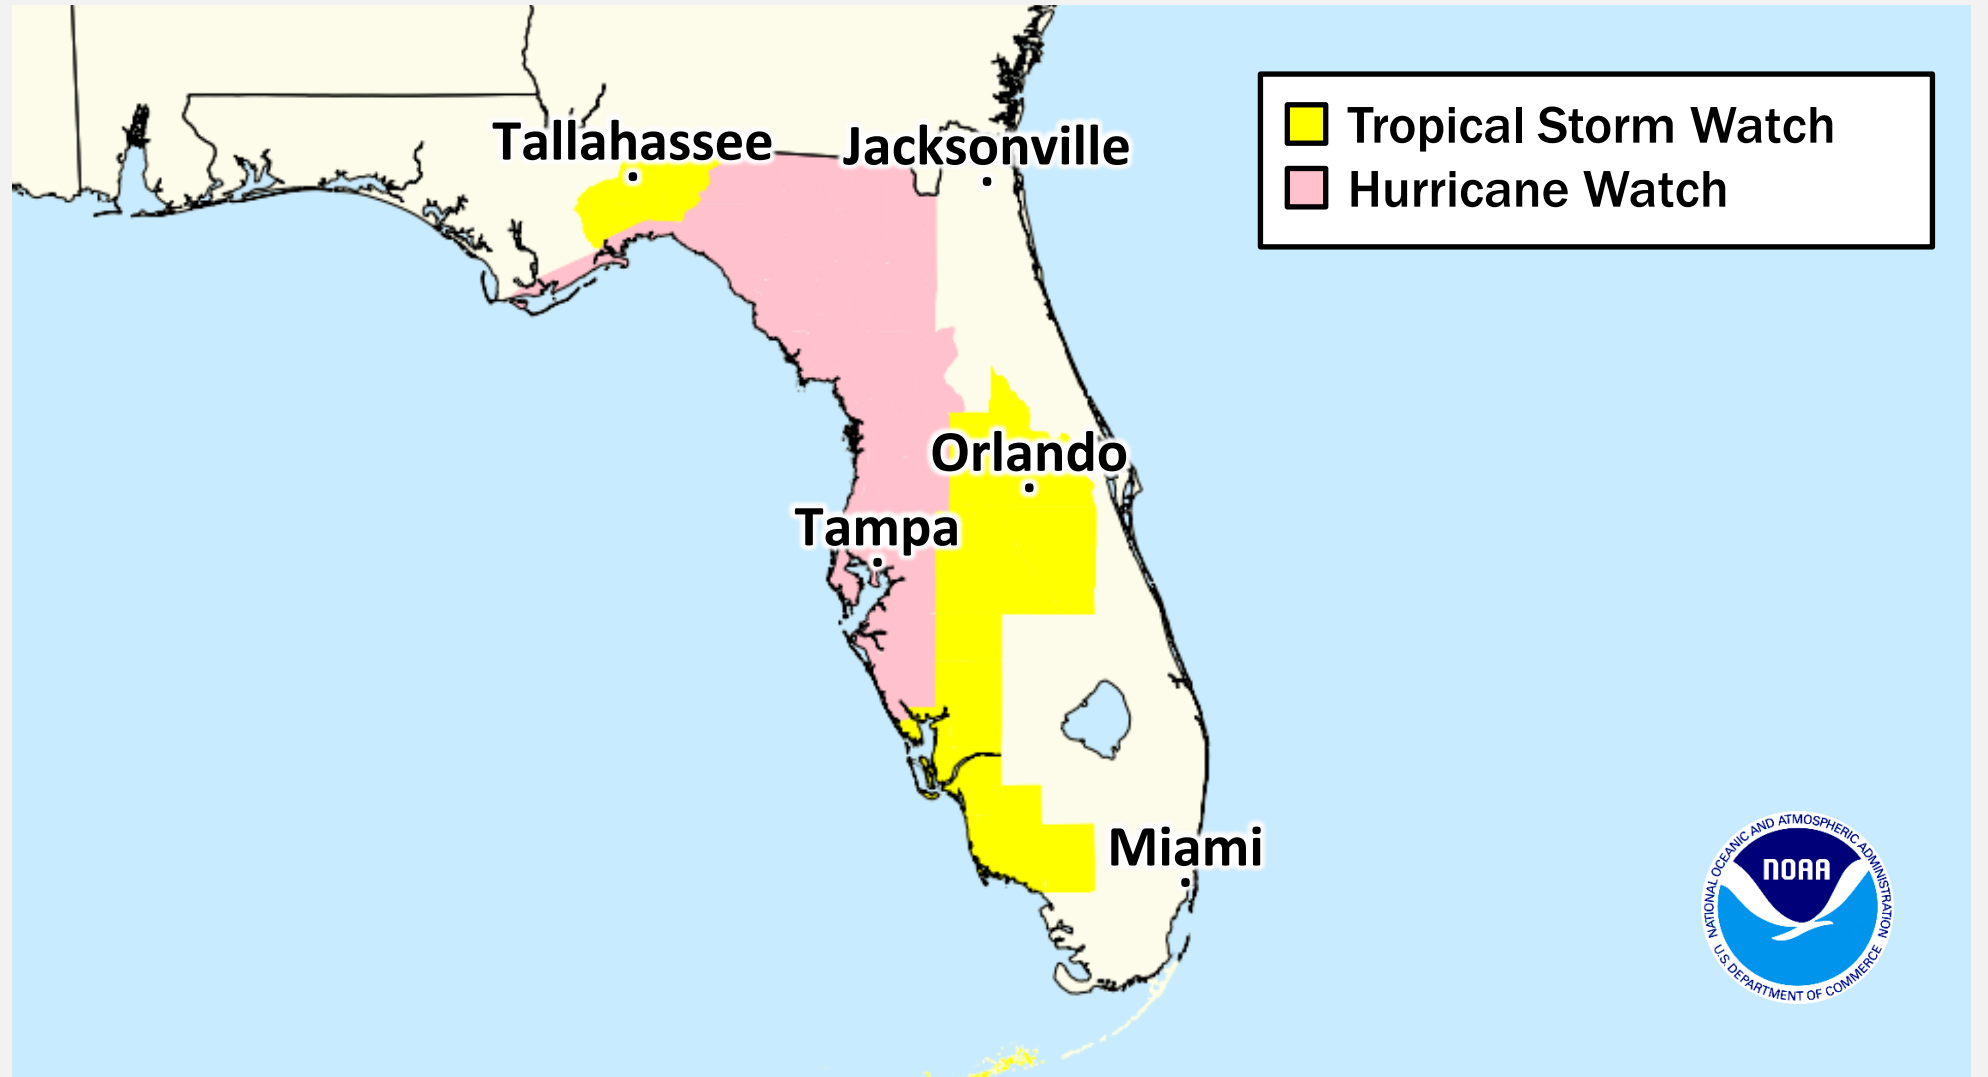 Tropical Storm Watch
Hurricane Watch
Tallahassee
Jacksonville
Orlando
Tampa
Miami
NATIONAL OCEANIC AND ATMOSPHERIC ADMINISTRATION
NOAA
U.S. DEPARTMENT OF COMMERCE